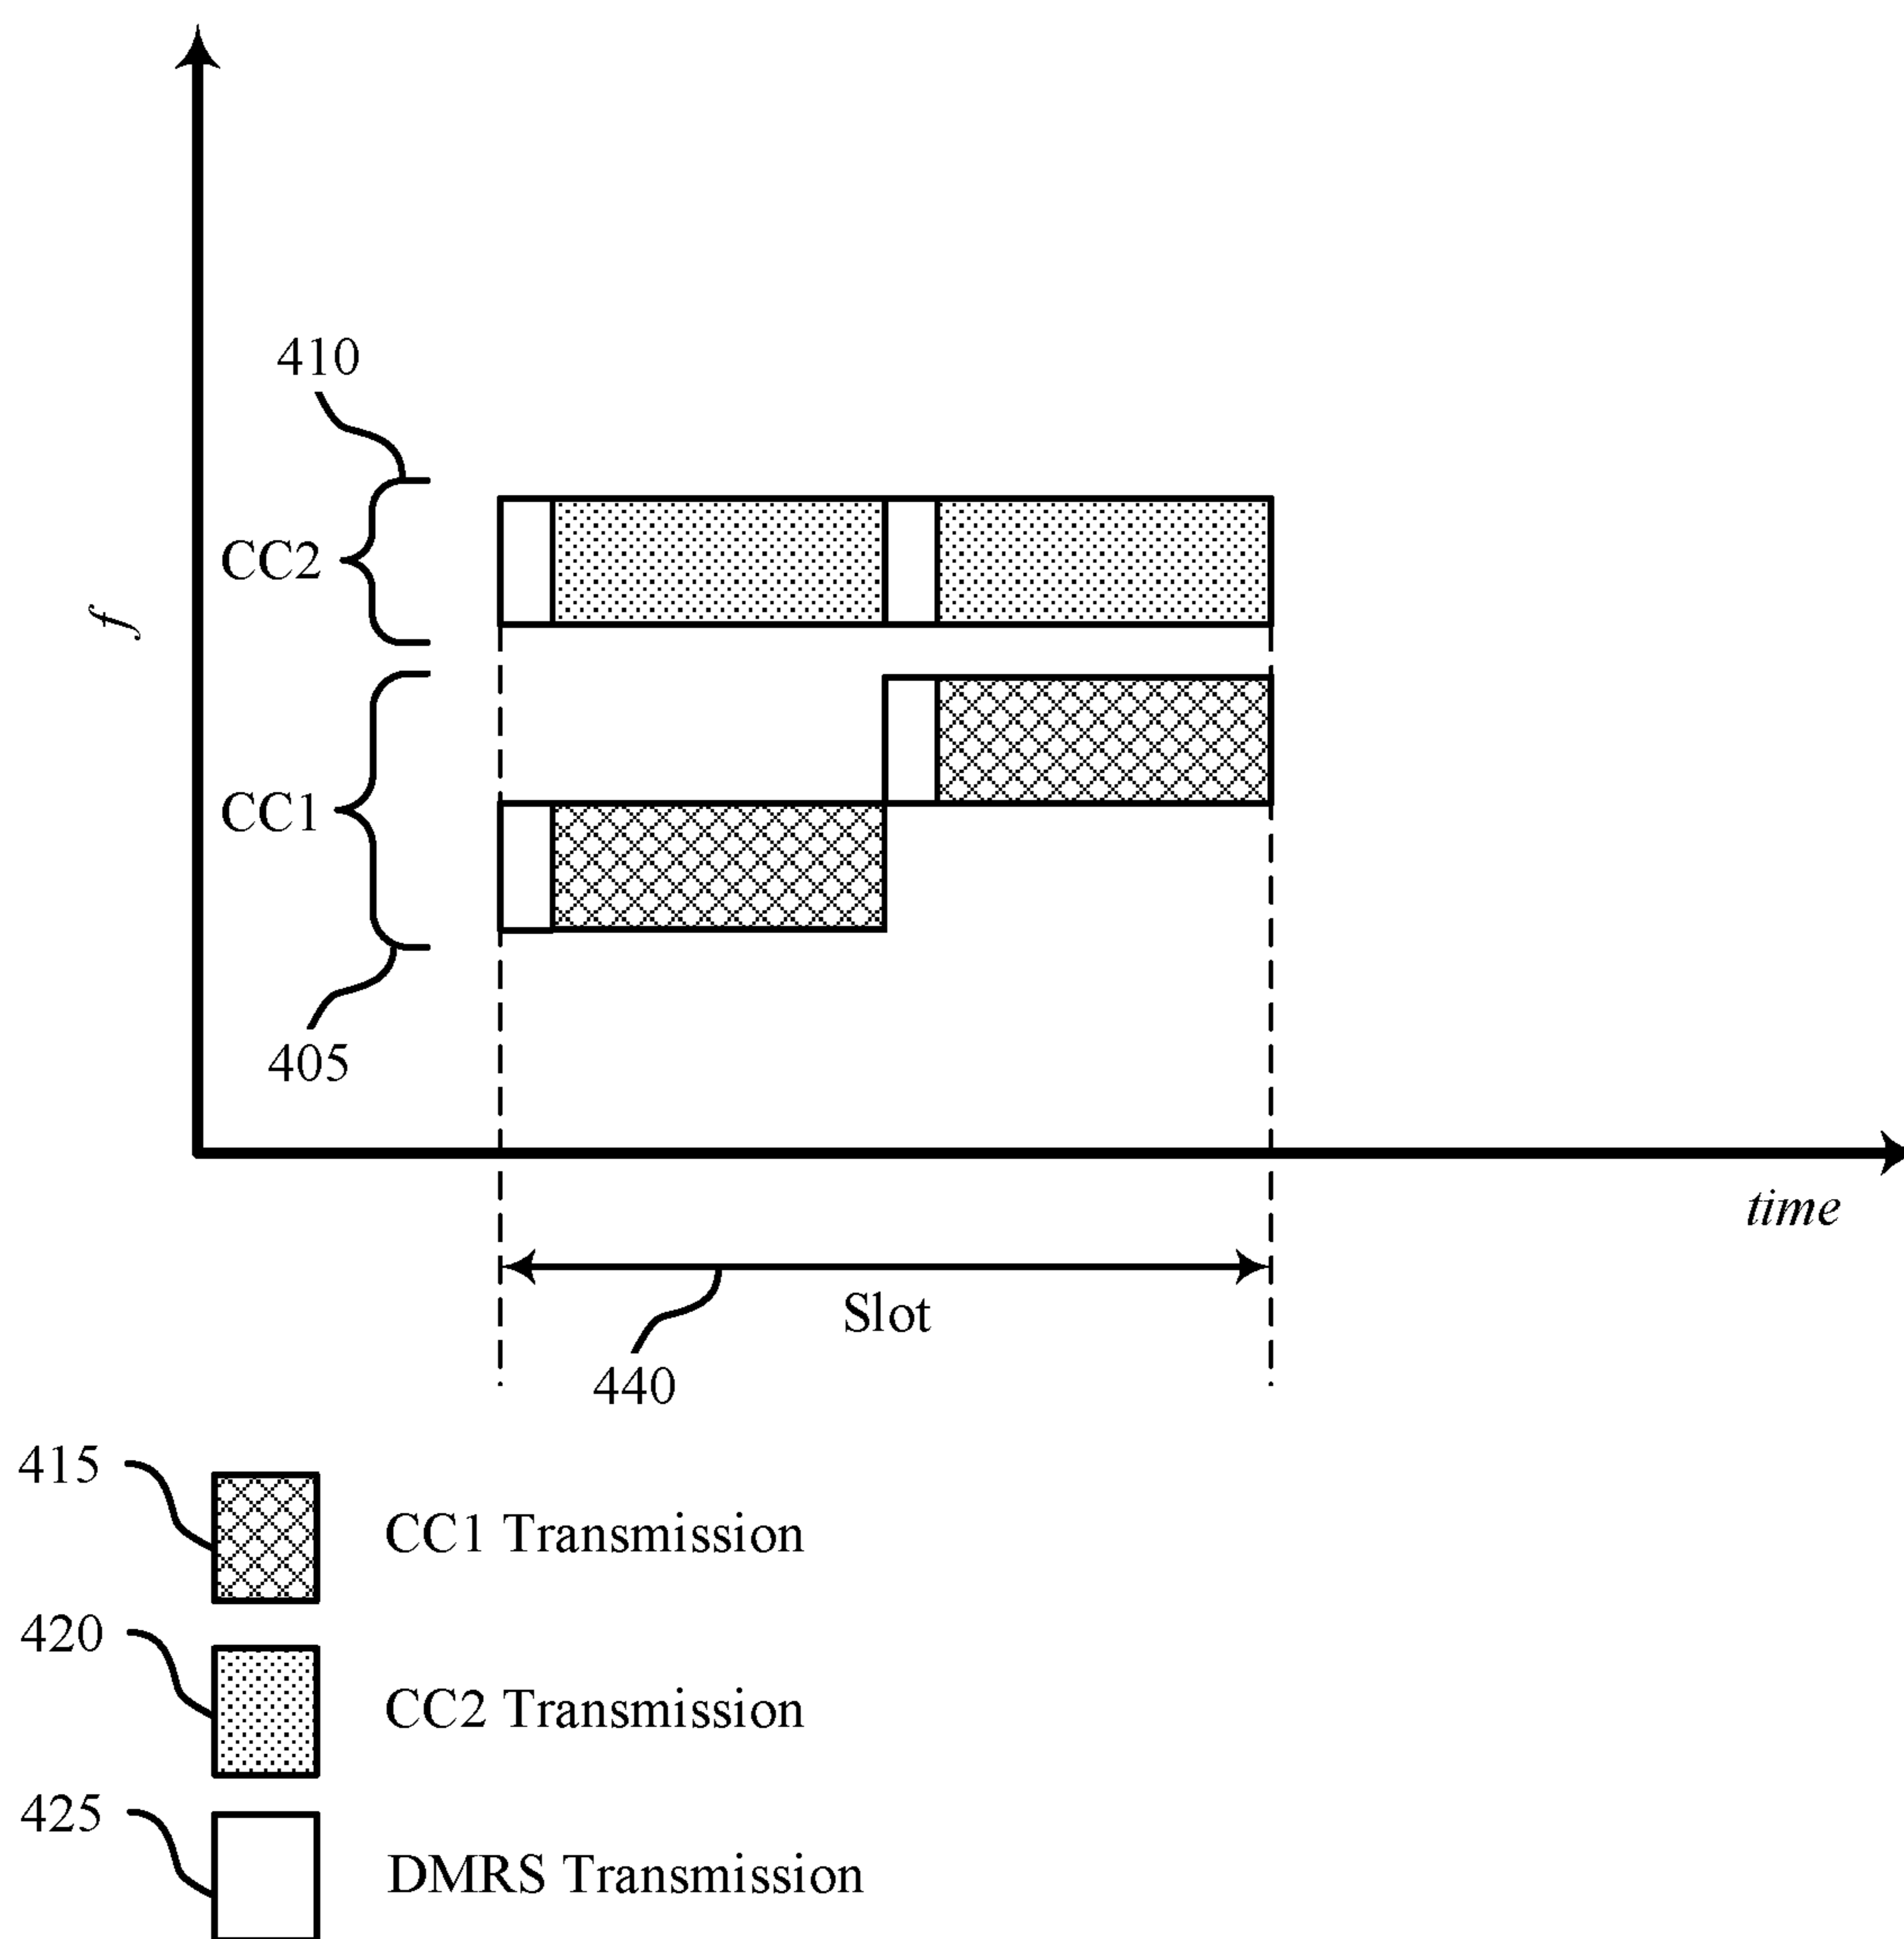 410
CC2
f
CC1
405
time
Slot
440
415
CC1 Transmission
420
CC2 Transmission
425
DMRS Transmission